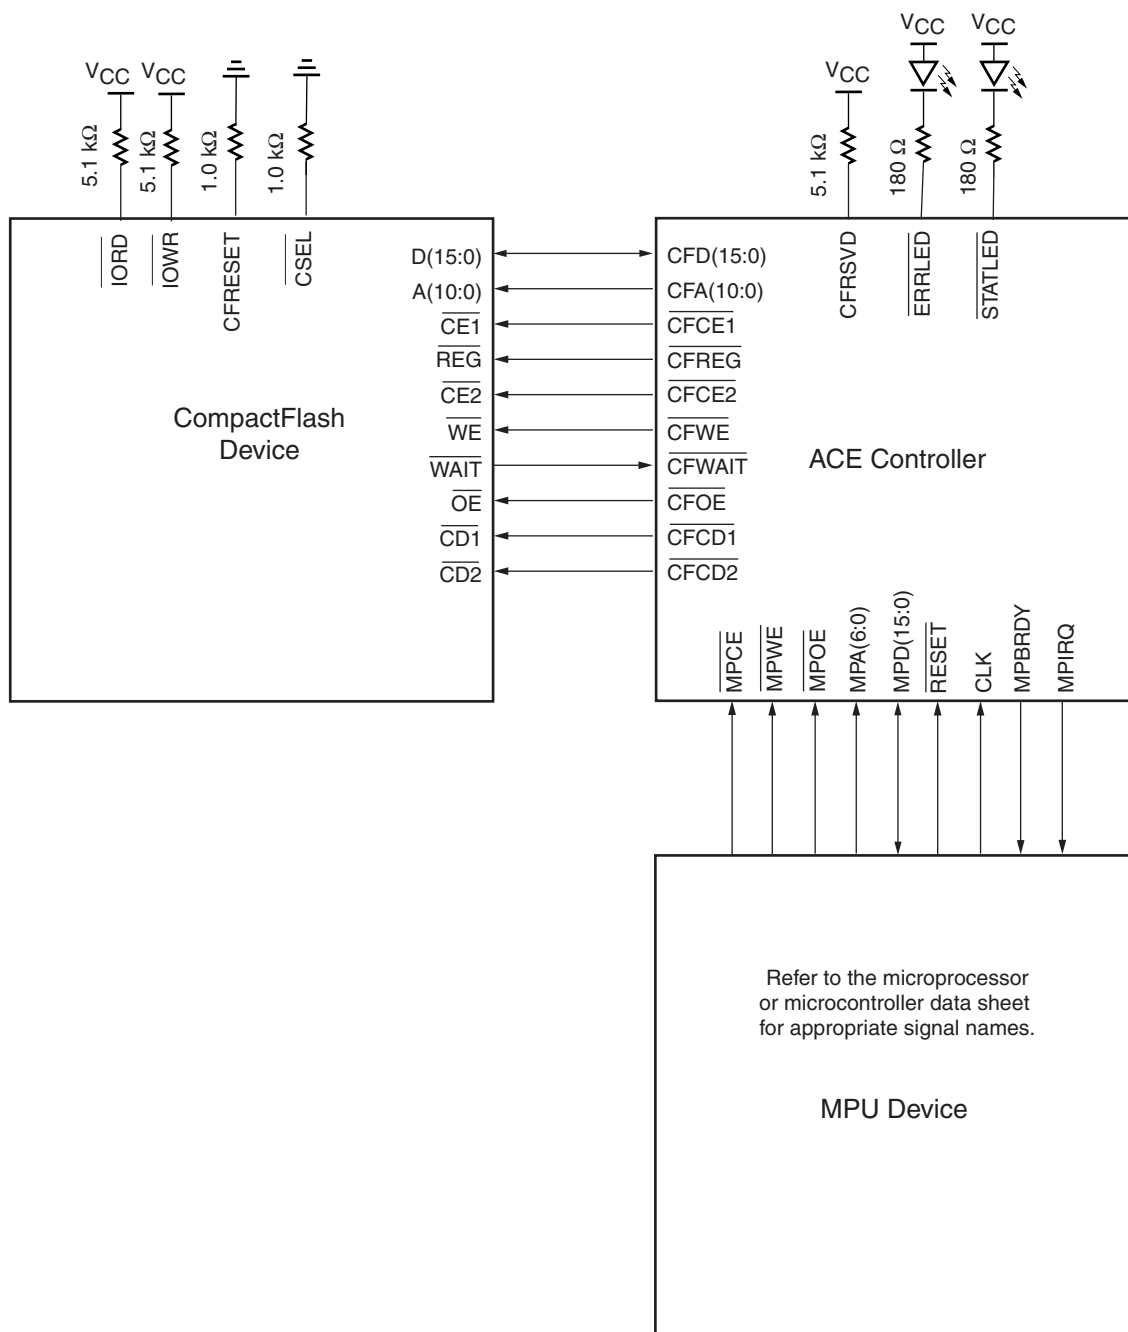 VCC
VCC
VCC
VCC
VCC
5.1 kΩ
5.1 kΩ
1.0 kΩ
1.0 kΩ
5.1 kΩ
180 Ω
180 Ω
IORD
IOWR
CFRESET
CSEL
CFRSVD
ERRLED
STATLED
D(15:0) CFD(15:0)
A(10:0) CFA(10:0)
CE1 CFCE1
REG CFREG
CE2 CFCE2
WE CFWE
WAIT CFWAIT
OE CFOE
CD1 CFCD1
CD2 CFCD2
CompactFlash
Device
ACE Controller
MPCE
MPWE
MPOE
MPA(6:0)
MPD(15:0)
RESET
CLK
MPBRDY
MPIRQ
Refer to the microprocessor
or microcontroller data sheet
for appropriate signal names.
MPU Device